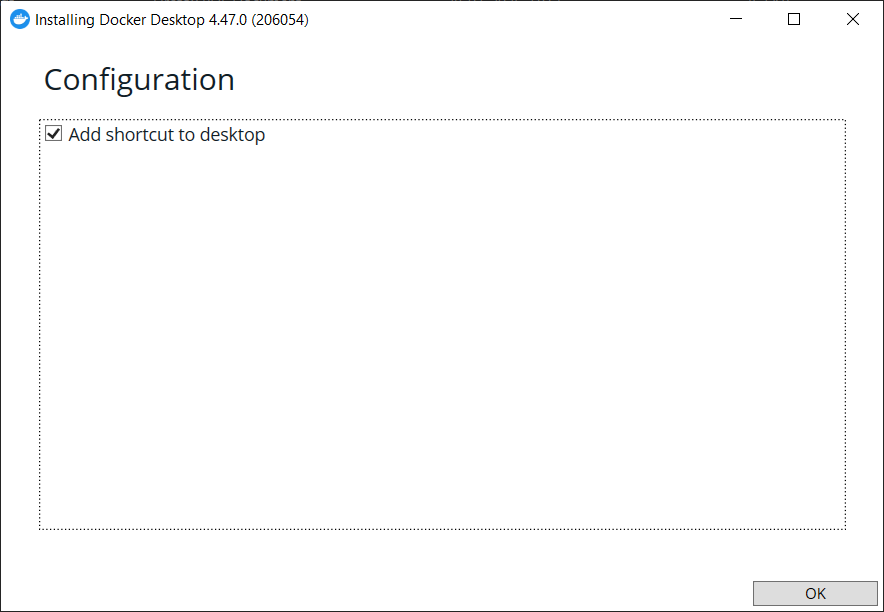 Installing Docker Desktop 4.47.0 (206054)
Configuration
Add shortcut to desktop
OK